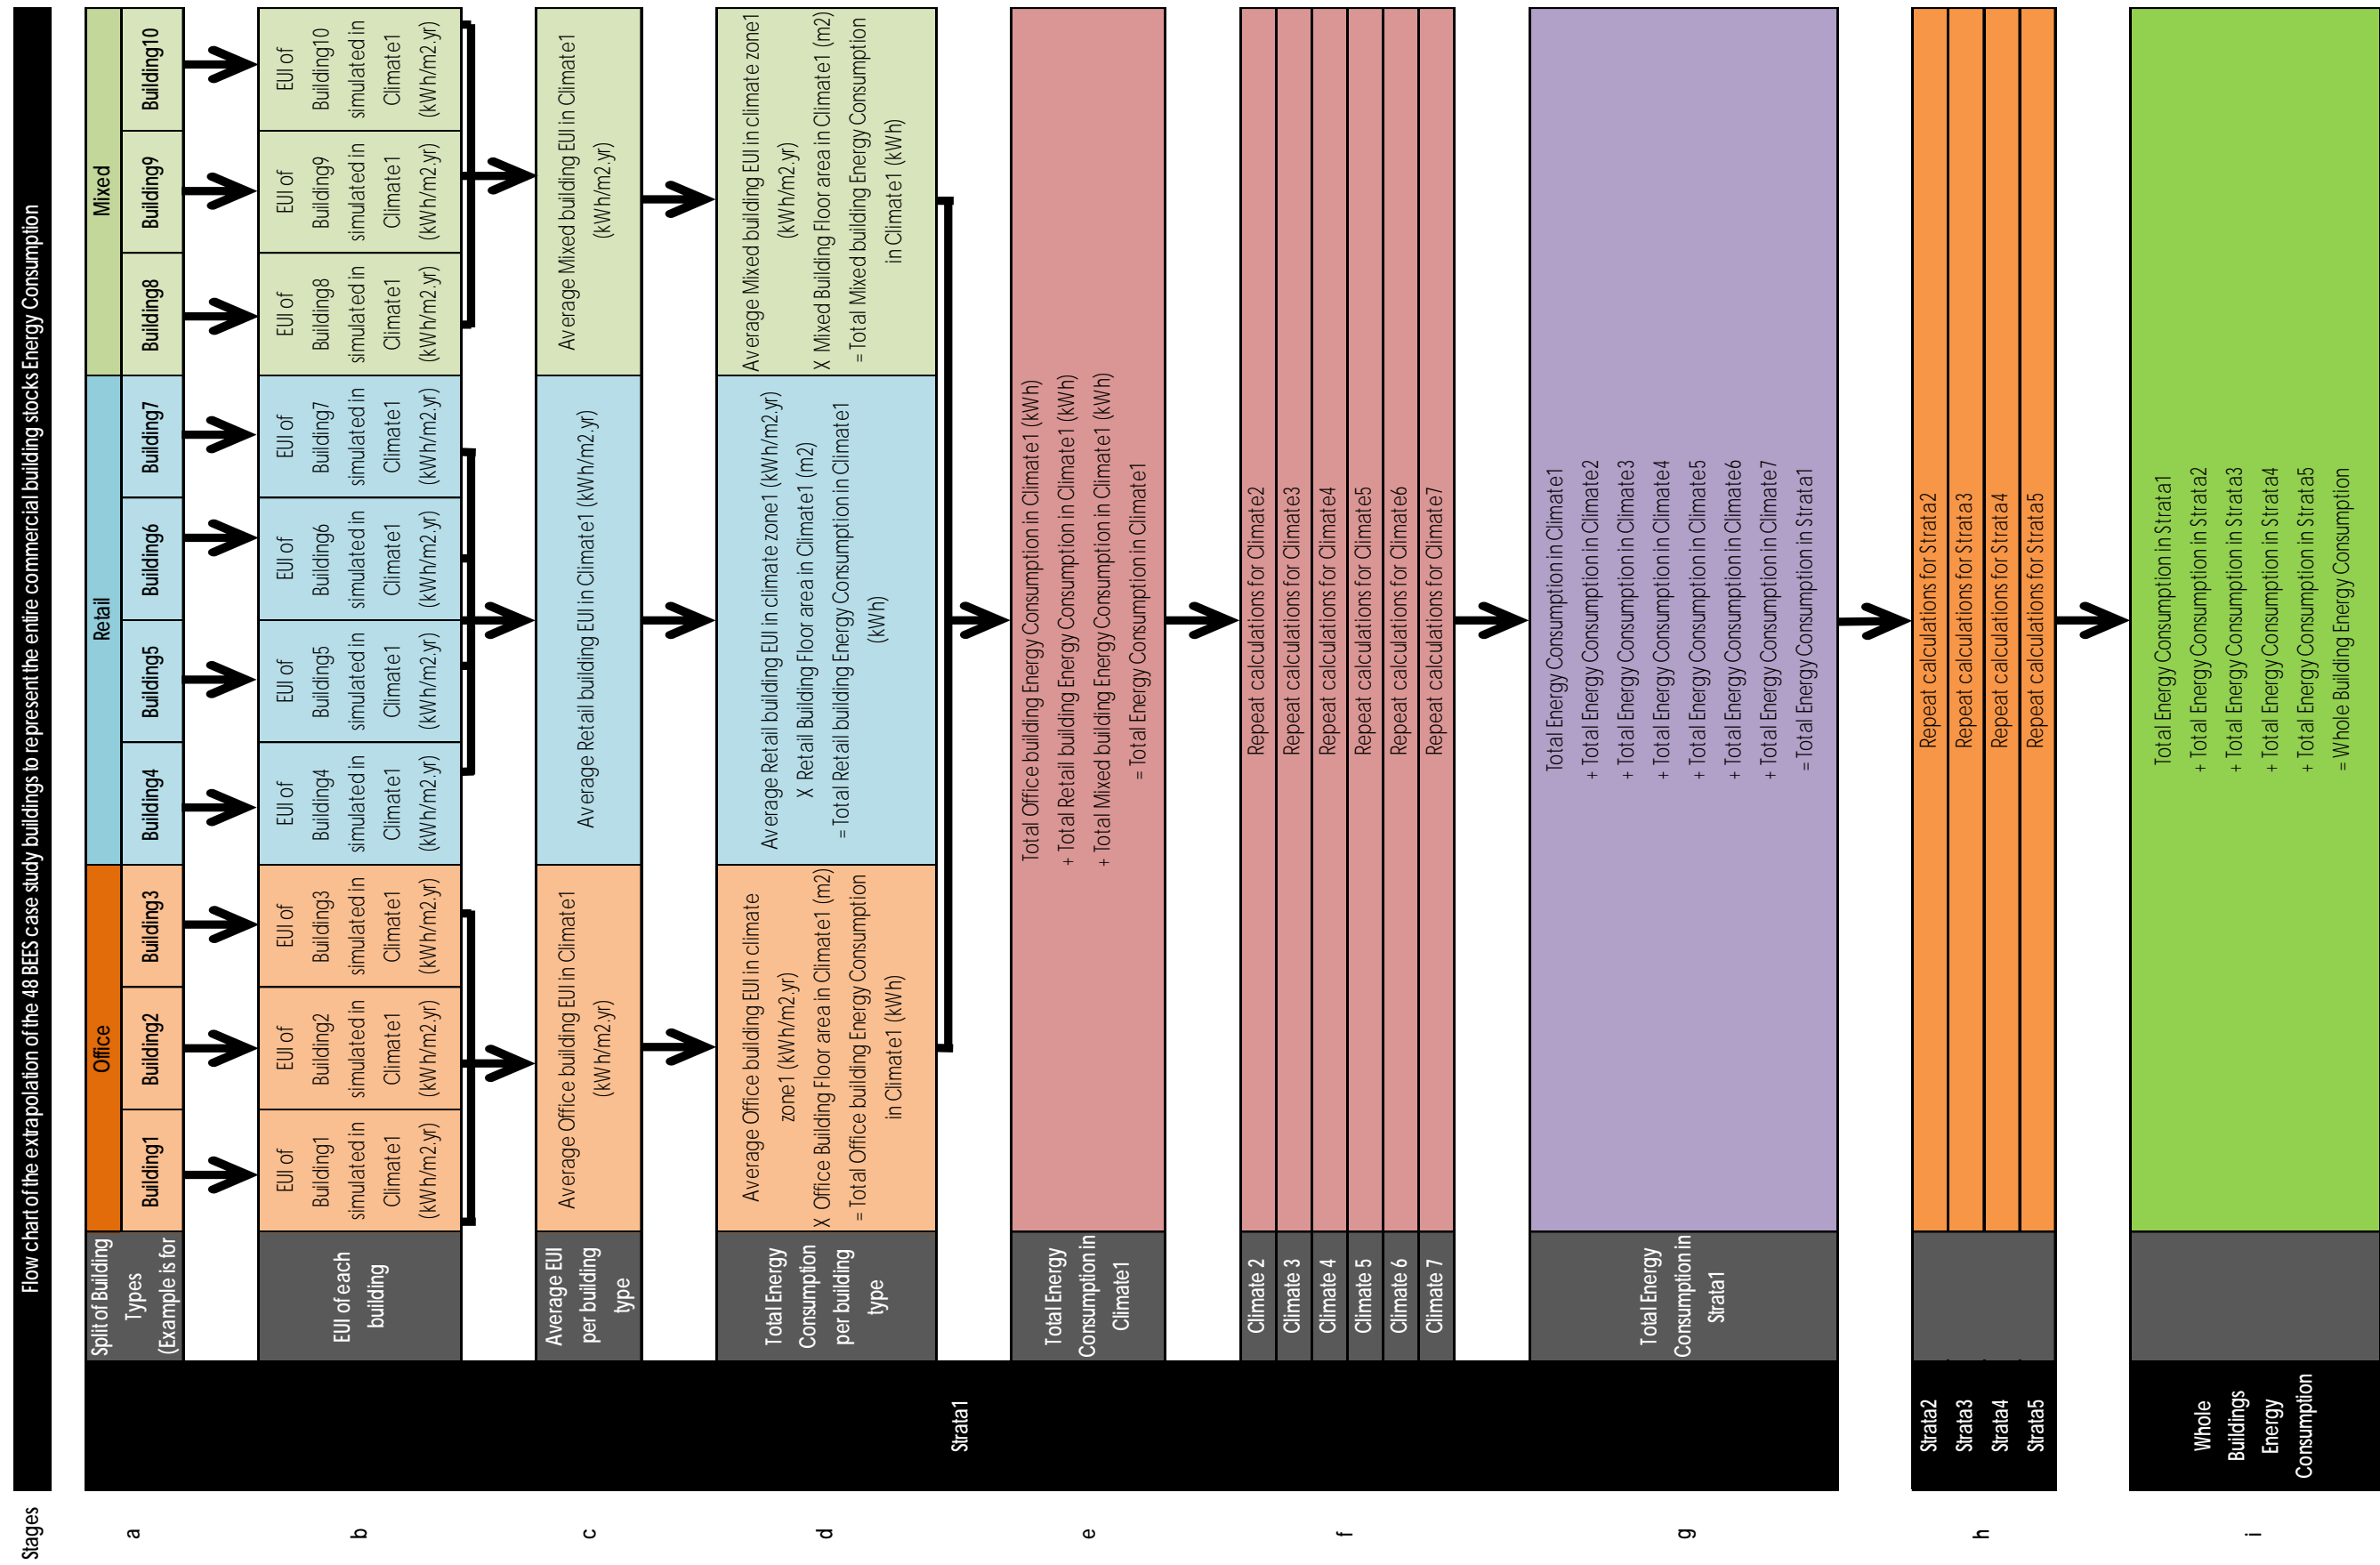 Stages
Flow chart of the extrapolation of the 48 BEES case study buildings to represent the entire commercial building stocks Energy Consumption
a
Strata1
Split of Building
Types
(Example is for
Office
Retail
Mixed
Building1
Building2
Building3
Building4
Building5
Building6
Building7
Building8
Building9
Building10
b
EUI of each
building
EUI of
Building1
simulated in
Climate1
(kWh/m2.yr)
EUI of
Building2
simulated in
Climate1
(kWh/m2.yr)
EUI of
Building3
simulated in
Climate1
(kWh/m2.yr)
EUI of
Building4
simulated in
Climate1
(kWh/m2.yr)
EUI of
Building5
simulated in
Climate1
(kWh/m2.yr)
EUI of
Building6
simulated in
Climate1
(kWh/m2.yr)
EUI of
Building7
simulated in
Climate1
(kWh/m2.yr)
EUI of
Building8
simulated in
Climate1
(kWh/m2.yr)
EUI of
Building9
simulated in
Climate1
(kWh/m2.yr)
EUI of
Building10
simulated in
Climate1
(kWh/m2.yr)
c
Average EUI
per building
type
Average Office building EUI in Climate1
(kWh/m2.yr)
Average Retail building EUI in Climate1 (kWh/m2.yr)
Average Mixed building EUI in Climate1
(kWh/m2.yr)
d
Total Energy
Consumption
per building
type
Average Office building EUI in climate
zone1 (kWh/m2.yr)
X Office Building Floor area in Climate1 (m2)
= Total Office building Energy Consumption
in Climate1 (kWh)
Average Retail building EUI in climate zone1 (kWh/m2.yr)
X Retail Building Floor area in Climate1 (m2)
= Total Retail building Energy Consumption in Climate1
(kWh)
Average Mixed building EUI in climate zone1
(kWh/m2.yr)
X Mixed Building Floor area in Climate1 (m2)
= Total Mixed building Energy Consumption
in Climate1 (kWh)
e
Total Energy
Consumption in
Climate1
Total Office building Energy Consumption in Climate1 (kWh)
+ Total Retail building Energy Consumption in Climate1 (kWh)
+ Total Mixed building Energy Consumption in Climate1 (kWh)
= Total Energy Consumption in Climate1
f
Climate 2
Repeat calculations for Climate2
Climate 3
Repeat calculations for Climate3
Climate 4
Repeat calculations for Climate4
Climate 5
Repeat calculations for Climate5
Climate 6
Repeat calculations for Climate6
Climate 7
Repeat calculations for Climate7
g
Total Energy
Consumption in
Strata1
Total Energy Consumption in Climate1
+ Total Energy Consumption in Climate2
+ Total Energy Consumption in Climate3
+ Total Energy Consumption in Climate4
+ Total Energy Consumption in Climate5
+ Total Energy Consumption in Climate6
+ Total Energy Consumption in Climate7
= Total Energy Consumption in Strata1
h
Strata2
Repeat calculations for Strata2
Strata3
Repeat calculations for Strata3
Strata4
Repeat calculations for Strata4
Strata5
Repeat calculations for Strata5
i
Whole
Buildings
Energy
Consumption
Total Energy Consumption in Strata1
+ Total Energy Consumption in Strata2
+ Total Energy Consumption in Strata3
+ Total Energy Consumption in Strata4
+ Total Energy Consumption in Strata5
= Whole Building Energy Consumption